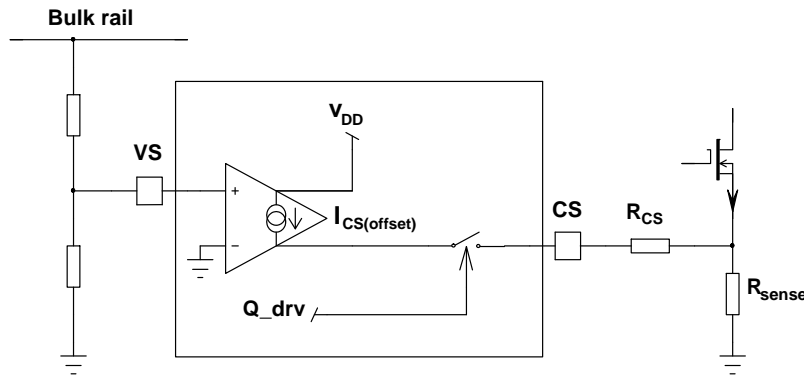 Bulk rail
VS
VDD
+
ICS(offset)
−
CS
RCS
Rsense
Q_drv